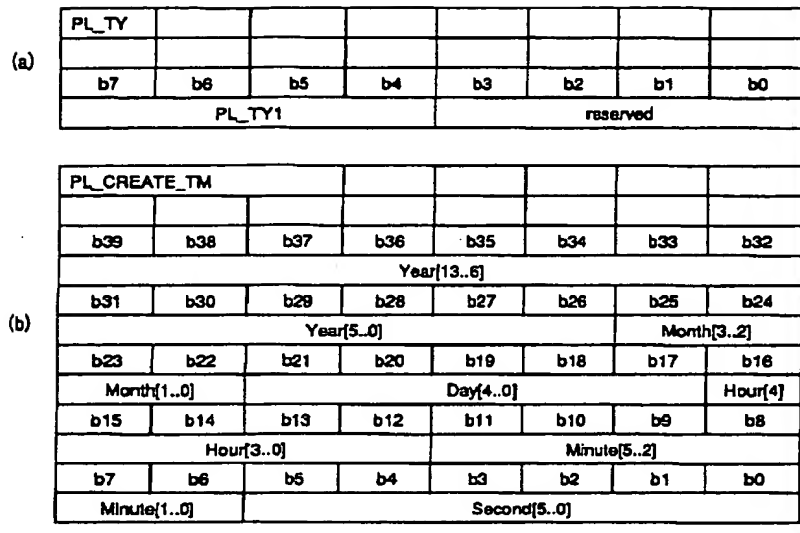 PL_TY
(a)
b7 b6 b5 b4 b3 b2 b1 b0
PL_TY1 reserved
PL_CREATE_TM
b39 b38 b37 b36 b35 b34 b33 b32
Year[13..6]
b31 b30 b29 b28 b27 b26 b25 b24
(b)
Year[5..0] Month[3..2]
b23 b22 b21 b20 b19 b18 b17 b16
Month[1..0] Day[4..0] Hour[4]
b15 b14 b13 b12 b11 b10 b9 b8
Hour[3..0] Minute[5..2]
b7 b6 b5 b4 b3 b2 b1 b0
Minute[1..0] Second[5..0]